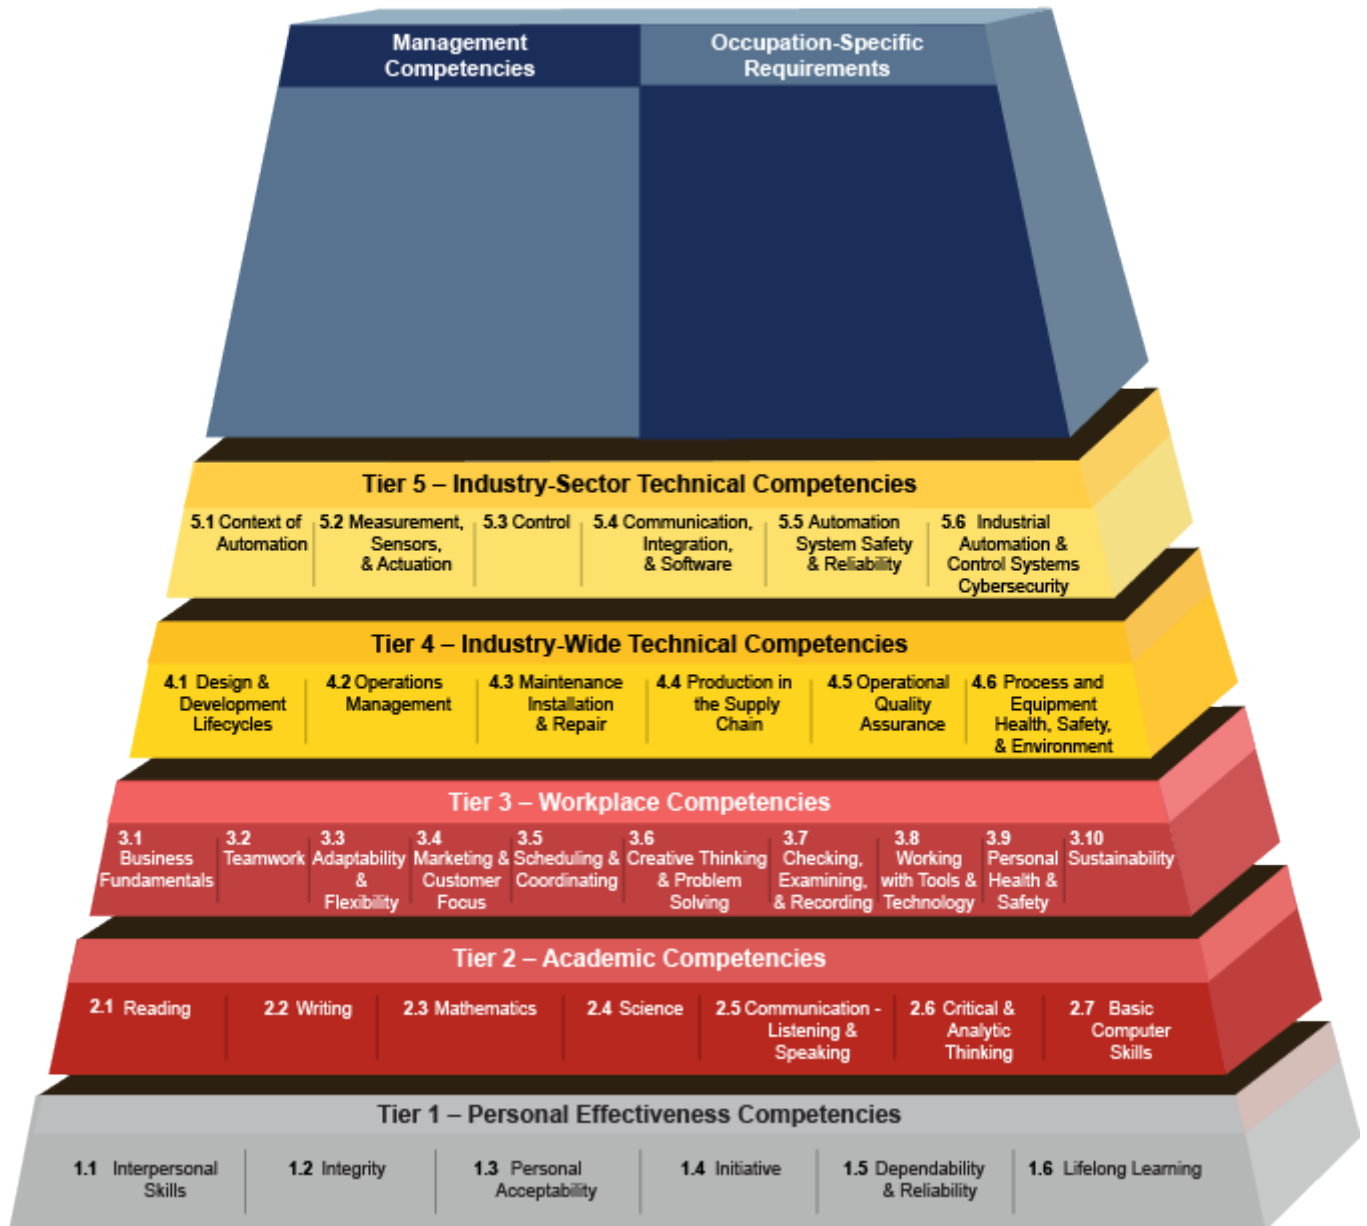 Management
Competencies
Occupation-Specific
Requirements
Tier 5 – Industry-Sector Technical Competencies
5.1 Context of
Automation
5.2 Measurement,
Sensors,
& Actuation
5.3 Control
5.4 Communication,
Integration,
& Software
5.5 Automation
System Safety
& Reliability
5.6 Industrial
Automation &
Control Systems
Cybersecurity
Tier 4 – Industry-Wide Technical Competencies
4.1 Design &
Development
Lifecycles
4.2 Operations
Management
4.3 Maintenance
Installation
& Repair
4.4 Production in
the Supply
Chain
4.5 Operational
Quality
Assurance
4.6 Process and
Equipment
Health, Safety,
& Environment
Tier 3 – Workplace Competencies
3.1
Business
Fundamentals
3.2
Teamwork
3.3
Adaptability
&
Flexibility
3.4
Marketing &
Customer
Focus
3.5
Scheduling &
Coordinating
3.6
Creative Thinking
& Problem
Solving
3.7
Checking,
Examining,
& Recording
3.8
Working
with Tools &
Technology
3.9
Personal
Health &
Safety
3.10
Sustainability
Tier 2 – Academic Competencies
2.1 Reading
2.2 Writing
2.3 Mathematics
2.4 Science
2.5 Communication -
Listening &
Speaking
2.6 Critical &
Analytic
Thinking
2.7 Basic
Computer
Skills
Tier 1 – Personal Effectiveness Competencies
1.1 Interpersonal
Skills
1.2 Integrity
1.3 Personal
Acceptability
1.4 Initiative
1.5 Dependability
& Reliability
1.6 Lifelong Learning